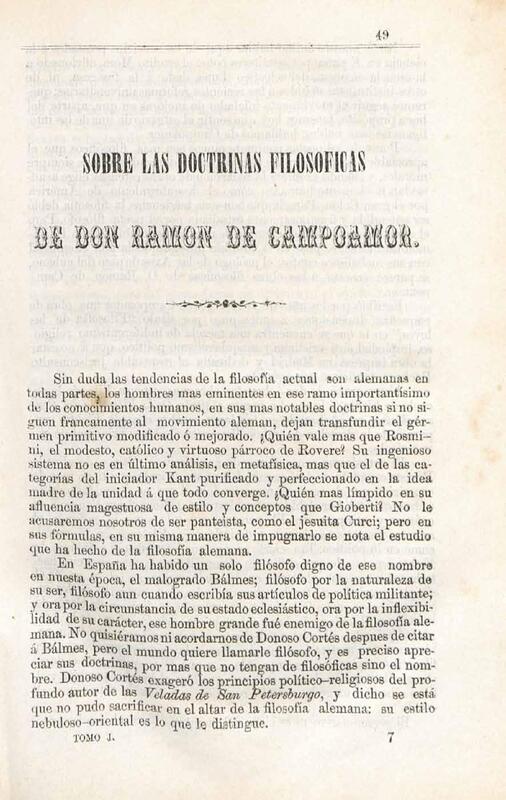 49
SOBRE LAS DOCTRINAS FILOSOFICAS
DE DON RAMON DE CAMPOAMOR.
Sin duda las tendencias de la filosofía actual son alemanas en
todas partes, los hombres mas eminentes en ese ramo importantísimo
de los conocimientos humanos, en sus mas notables doctrinas si no si-
guen francamente al movimiento aleman, dejan transfundir el gér-
men primitivo modificado ó mejorado. ¿Quién vale mas que Rosmi-
ni, el modesto, católico y virtuoso párroco de Rovere? Su ingenioso
sistema no es en último análisis, en metafísica, mas que el de las ca-
tegorías del iniciador Kant purificado y perfeccionado en la idea
madre de la unidad á que todo converge. ¿Quién mas límpido en su
afluencia magestuosa de estilo y conceptos que Gioberti? No le
acusaremos nosotros de ser panteista, como el jesuita Curci; pero en
sus fórmulas, en su misma manera de impugnarlo se nota el estudio
que ha hecho de la filosofía alemana.
En España ha habido un solo filósofo digno de ese nombre
en nuesta época, el malogrado Bálmes; filósofo por la naturaleza de
su ser, filósofo aun cuando escribía sus artículos de política militante;
y ora por la circunstancia de su estado eclesiástico, ora por la inflexibi-
lidad de su carácter, ese hombre grande fué enemigo de la filosofía ale-
mana. No quisiéramos ni acordarnos de Donoso Cortés despues de citar
á Bálmes, pero el mundo quiere llamarle filósofo, y es preciso apre-
ciar sus doctrinas, por mas que no tengan de filosóficas sino el nom-
bre. Donoso Cortés exageró los principios político-religiosos del pro-
fundo autor de las Veladas de San Petersburgo, y dicho se está
que no pudo sacrificar en el altar de la filosofía alemana: su estilo
nebuloso-oriental es lo que le distingue.
TOMO J. 7